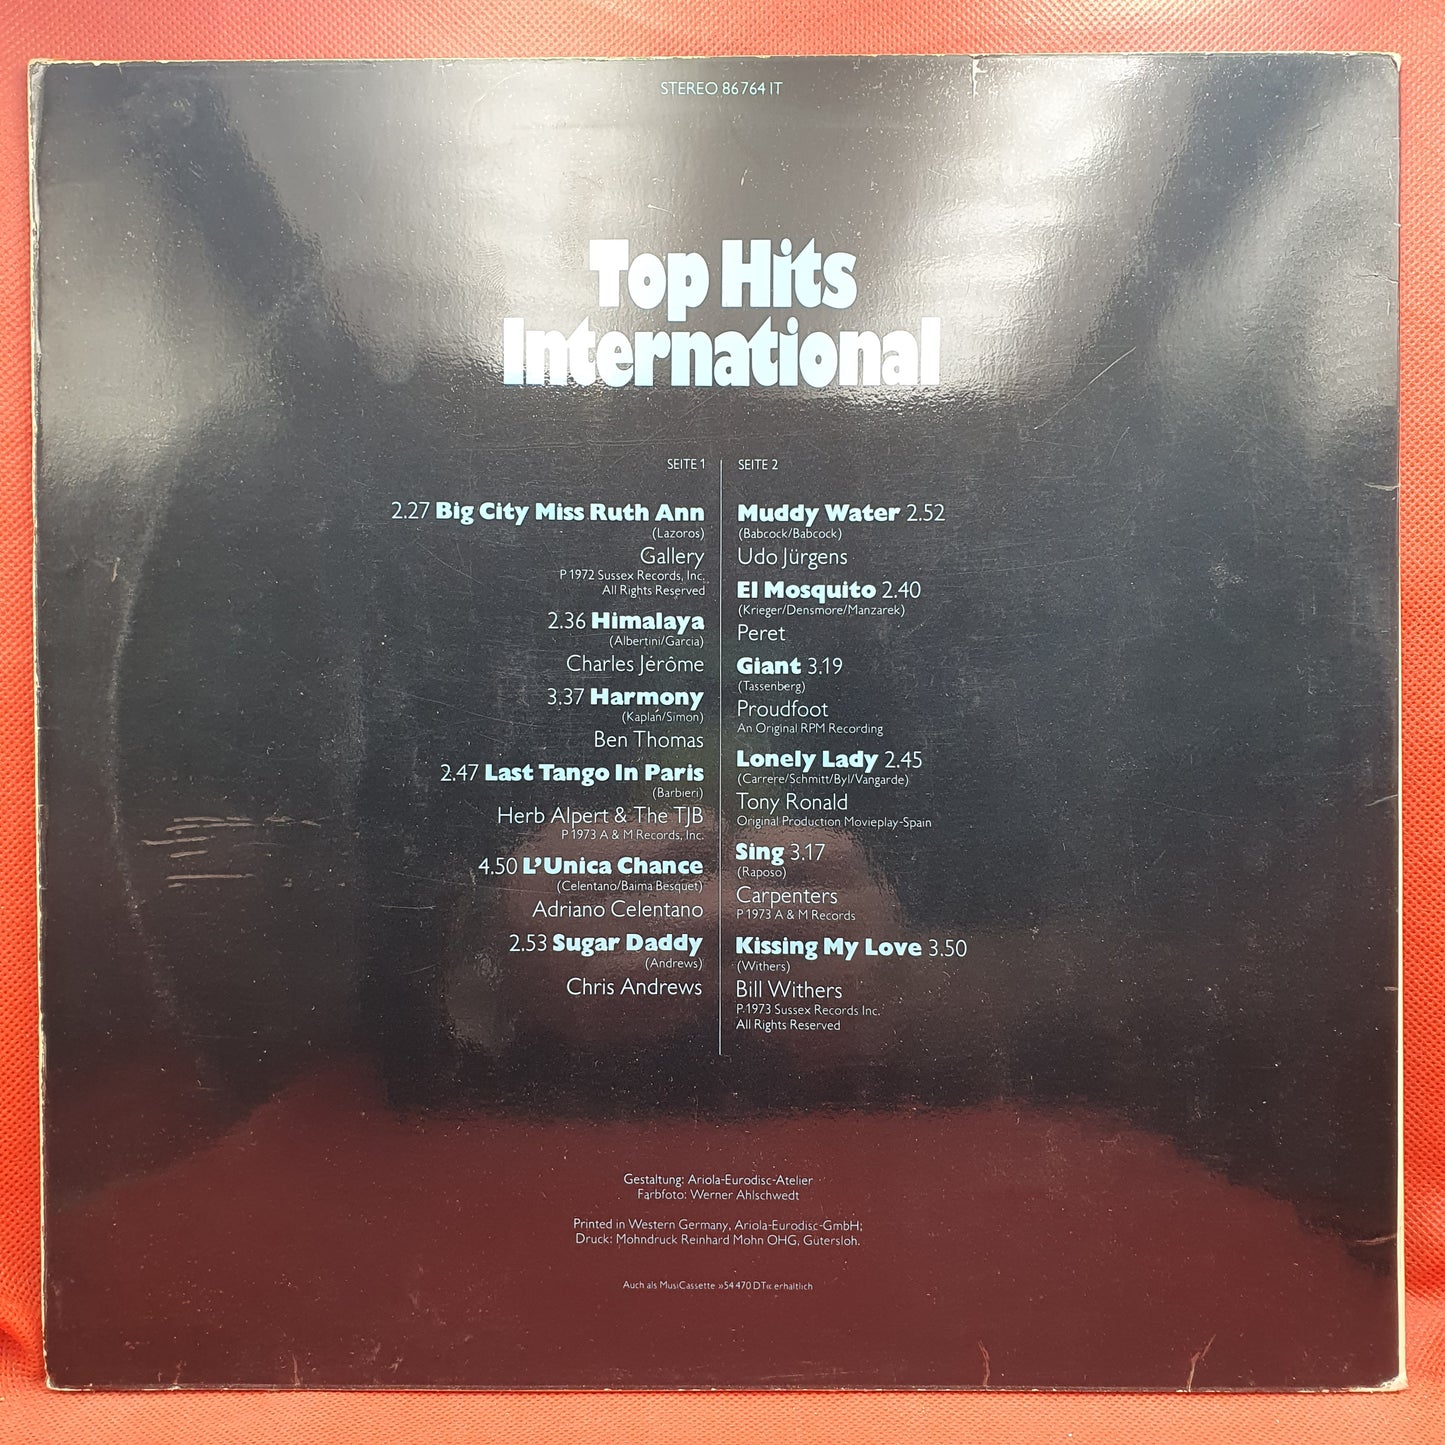 STEREO 86 764 IT
Top Hits
International
SEITE 1
2.27 Big City Miss Ruth Ann
(Lazoros)
Gallery
P 1972 Sussex Records, Inc.
All Rights Reserved
2.36 Himalaya
(Albertini/Garcia)
Charles Jérôme
3.37 Harmony
(Kaplan/Simon)
Ben Thomas
2.47 Last Tango In Paris
(Barbieri)
Herb Alpert & The TJB
P 1973 A & M Records, Inc.
4.50 L'Unica Chance
(Celentano/Baima Besquet)
Adriano Celentano
2.53 Sugar Daddy
(Andrews)
Chris Andrews
SEITE 2
Muddy Water 2.52
(Babcock/Babcock)
Udo Jürgens
El Mosquito 2.40
(Krieger/Densmore/Manzarek)
Peret
Giant 3.19
(Tassenberg)
Proudfoot
An Original RPM Recording
Lonely Lady 2.45
(Carrere/Schmitt/Byl/Vangarde)
Tony Ronald
Original Production Movieplay-Spain
Sing 3.17
(Raposo)
Carpenters
P 1973 A & M Records
Kissing My Love 3.50
(Withers)
Bill Withers
P 1973 Sussex Records Inc.
All Rights Reserved
Gestaltung: Ariola-Eurodisc-Atelier
Farbfoto: Werner Ahlschwedt
Printed in Western Germany, Ariola-Eurodisc-GmbH;
Druck: Mohndruck Reinhard Mohn OHG, Gütersloh.
Auch als MusiCassette »54 470 DT« erhältlich